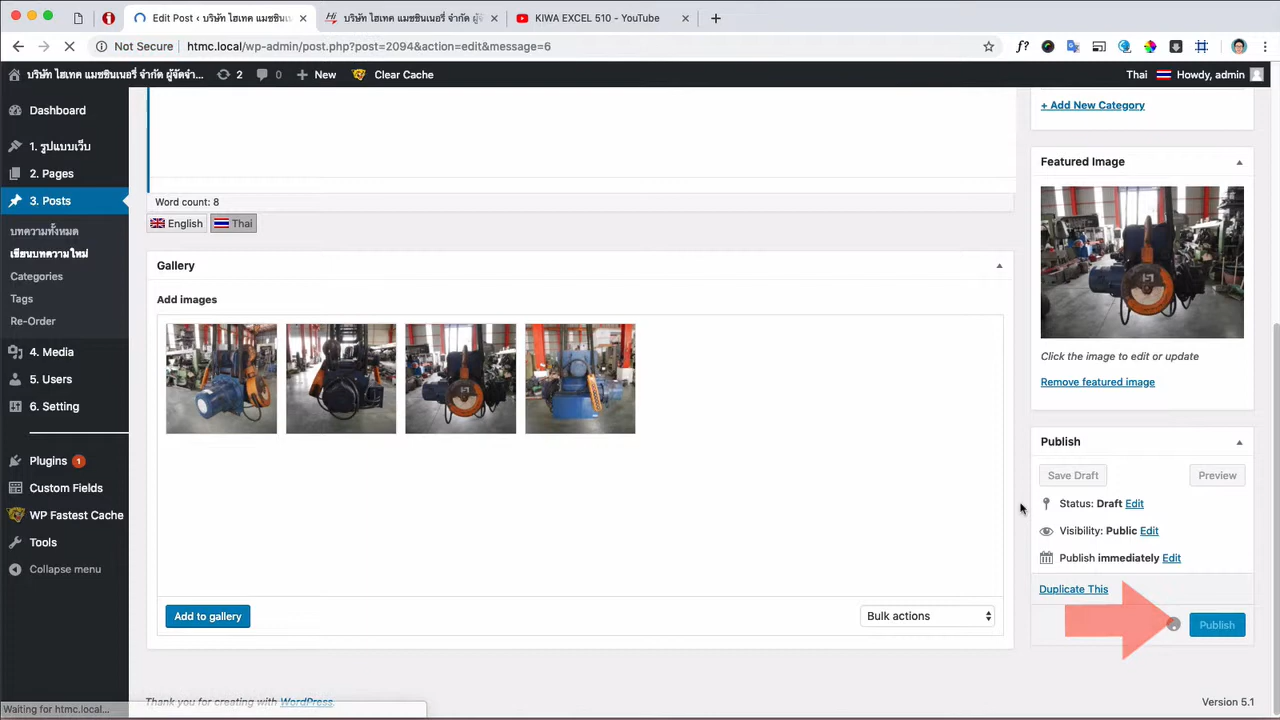 Edit Post ‹ บริษัท ไฮเทค แมชชินเนอรี่ จำกัด
บริษัท ไฮเทค แมชชินเนอรี่ จำกัด ผู้จั
KIWA EXCEL 510 - YouTube
Not Secure htmc.local/wp-admin/post.php?post=2094&action=edit&message=6
บริษัท ไฮเทค แมชชินเนอรี่ จำกัด ผู้จัดจำ...
2
0
New
Clear Cache
Thai
Howdy, admin
Dashboard
1. รูปแบบเว็บ
2. Pages
3. Posts
บทความทั้งหมด
เขียนบทความใหม่
Categories
Tags
Re-Order
4. Media
5. Users
6. Setting
Plugins 1
Custom Fields
WP Fastest Cache
Tools
Collapse menu
Word count: 8
English
Thai
Gallery
Add images
Add to gallery
Bulk actions
Thank you for creating with WordPress.
+ Add New Category
Featured Image
Click the image to edit or update
Remove featured image
Publish
Save Draft
Preview
Status: Draft Edit
Visibility: Public Edit
Publish immediately Edit
Duplicate This
Publish
Version 5.1
Waiting for htmc.local...